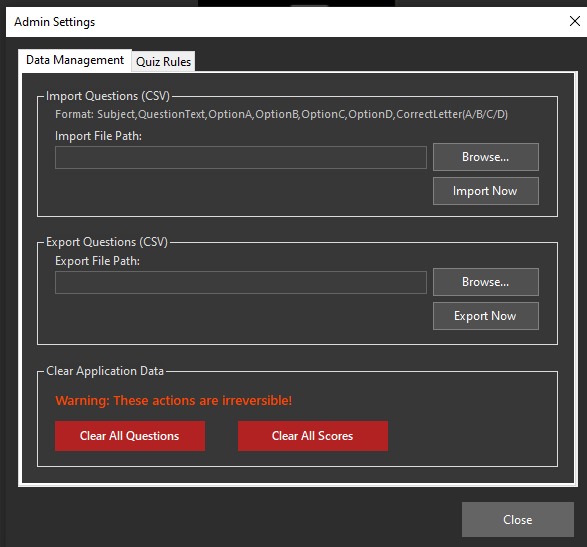 Admin Settings
Data Management Quiz Rules
Import Questions (CSV)
Format: Subject,QuestionText,OptionA,OptionB,OptionC,OptionD,CorrectLetter(A/B/C/D)
Import File Path:
Browse...
Import Now
Export Questions (CSV)
Export File Path:
Browse...
Export Now
Clear Application Data
Warning: These actions are irreversible!
Clear All Questions Clear All Scores
Close